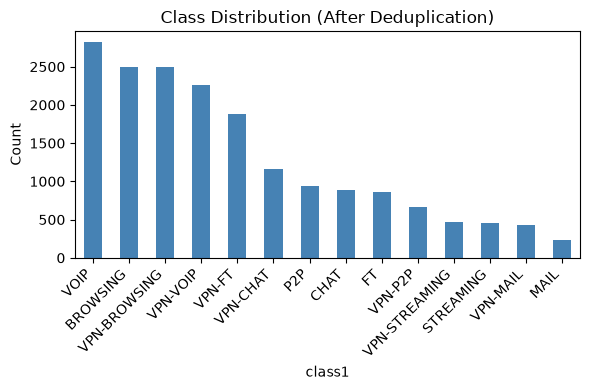 Class Distribution (After Deduplication)
Count
2500
2000
1500
1000
500
0
VOIP
BROWSING
VPN-BROWSING
VPN-VOIP
VPN-FT
VPN-CHAT
P2P
CHAT
FT
VPN-P2P
VPN-STREAMING
STREAMING
VPN-MAIL
MAIL
class1